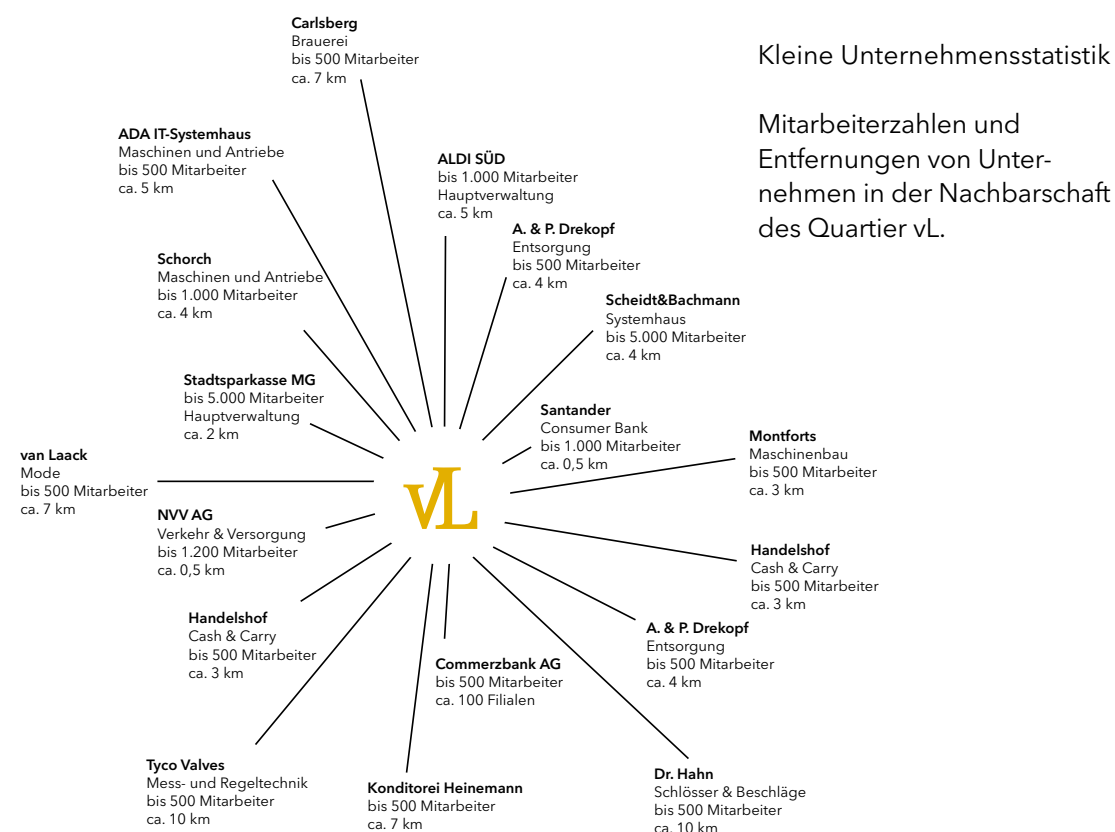 Kleine Unternehmensstatistik
Mitarbeiterzahlen und
Entfernungen von Unter-
nehmen in der Nachbarschaft
des Quartier vL.
Carlsberg
Brauerei
bis 500 Mitarbeiter
ca. 7 km
ADA IT-Systemhaus
Maschinen und Antriebe
bis 500 Mitarbeiter
ca. 5 km
ALDI SÜD
bis 1.000 Mitarbeiter
Hauptverwaltung
ca. 5 km
A. & P. Drekopf
Entsorgung
bis 500 Mitarbeiter
ca. 4 km
Schorch
Maschinen und Antriebe
bis 1.000 Mitarbeiter
ca. 4 km
Scheidt&Bachmann
Systemhaus
bis 5.000 Mitarbeiter
ca. 4 km
Stadtsparkasse MG
bis 5.000 Mitarbeiter
Hauptverwaltung
ca. 2 km
Santander
Consumer Bank
bis 1.000 Mitarbeiter
ca. 0,5 km
Montforts
Maschinenbau
bis 500 Mitarbeiter
ca. 3 km
van Laack
Mode
bis 500 Mitarbeiter
ca. 7 km
vL
NVV AG
Verkehr & Versorgung
bis 1.200 Mitarbeiter
ca. 0,5 km
Handelshof
Cash & Carry
bis 500 Mitarbeiter
ca. 3 km
Handelshof
Cash & Carry
bis 500 Mitarbeiter
ca. 3 km
A. & P. Drekopf
Entsorgung
bis 500 Mitarbeiter
ca. 4 km
Commerzbank AG
bis 500 Mitarbeiter
ca. 100 Filialen
Tyco Valves
Mess- und Regeltechnik
bis 500 Mitarbeiter
ca. 10 km
Konditorei Heinemann
bis 500 Mitarbeiter
ca. 7 km
Dr. Hahn
Schlösser & Beschläge
bis 500 Mitarbeiter
ca. 10 km